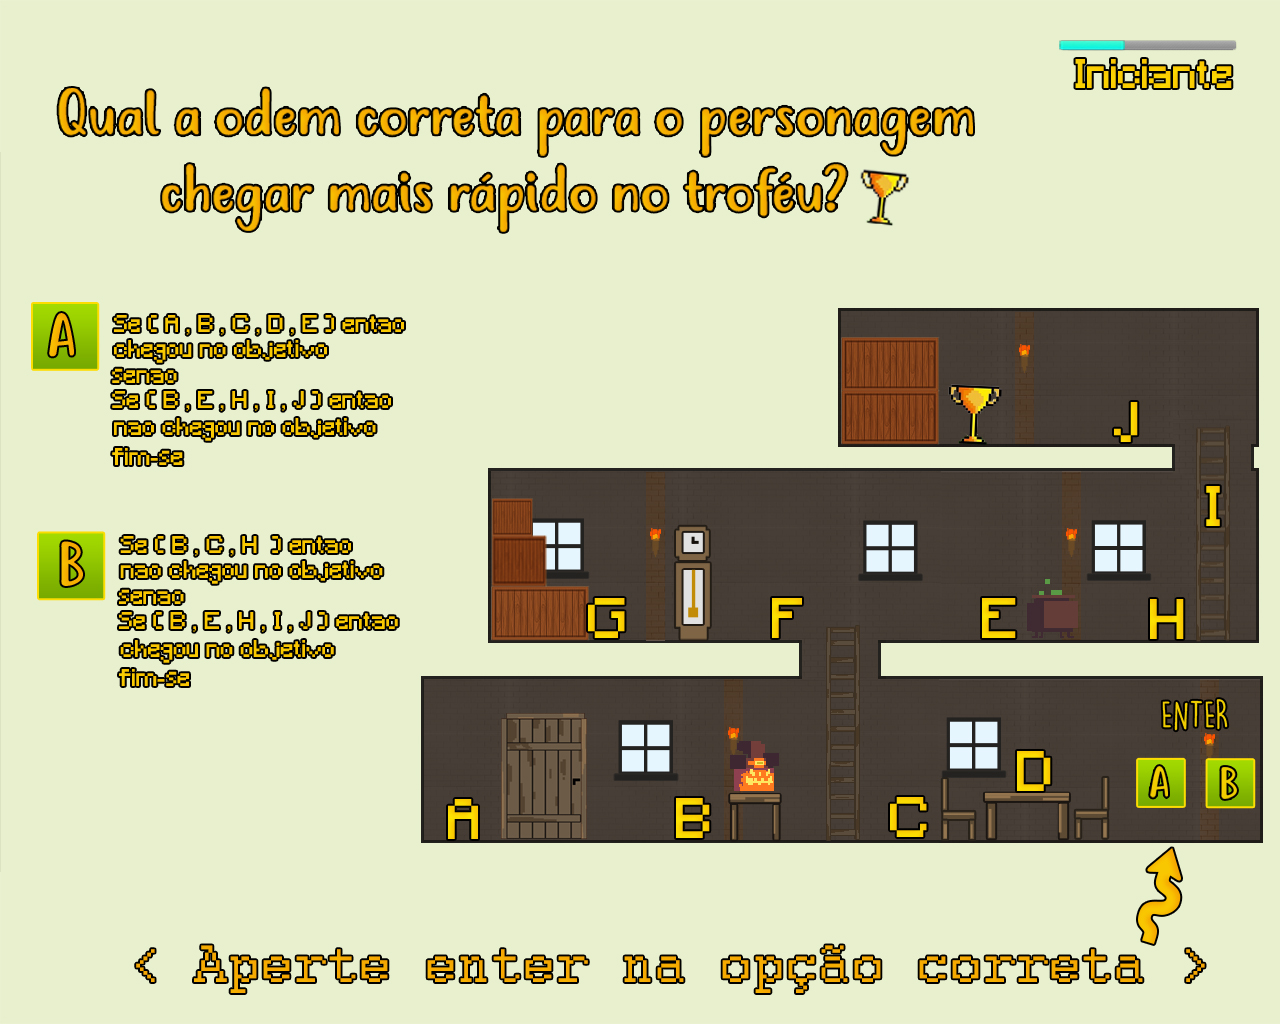 Iniciante
Qual a odem correta para o personagem
chegar mais rápido no troféu?
A
Se ( A , B , C , D , E ) entao
chegou no objetivo
senao
Se ( B , E , H , I , J ) entao
nao chegou no objetivo
fim-se
B
Se ( B , C , H ) entao
nao chegou no objetivo
senao
Se ( B , E , H , I , J ) entao
chegou no objetivo
fim-se
J
I
G F E H
ENTER
A B C D A B
< Aperte enter na opção correta >